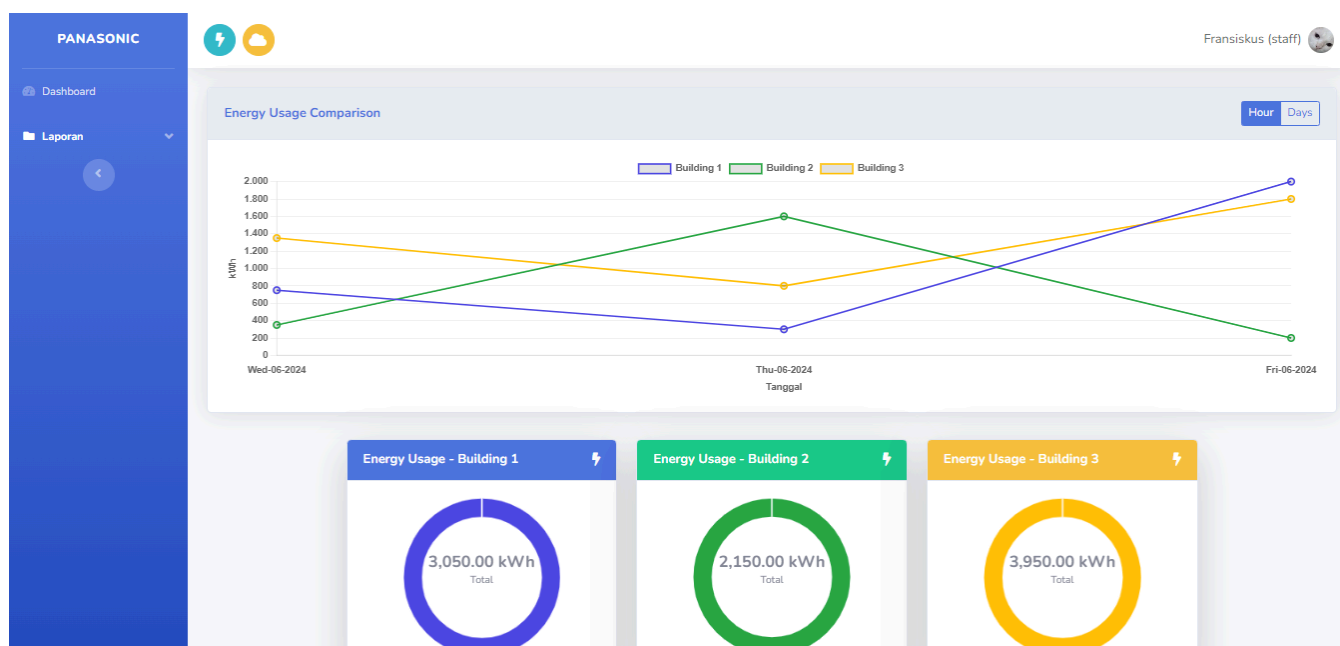 PANASONIC
Fransiskus (staff)
Dashboard
Laporan
Energy Usage Comparison
Hour Days
Building 1 Building 2 Building 3
2.000
1.800
1.600
1.400
1.200
1.000
800
600
400
200
0
kWh
Wed-06-2024 Thu-06-2024 Fri-06-2024
Tanggal
Energy Usage - Building 1
3,050.00 kWh
Total
Energy Usage - Building 2
2,150.00 kWh
Total
Energy Usage - Building 3
3,950.00 kWh
Total